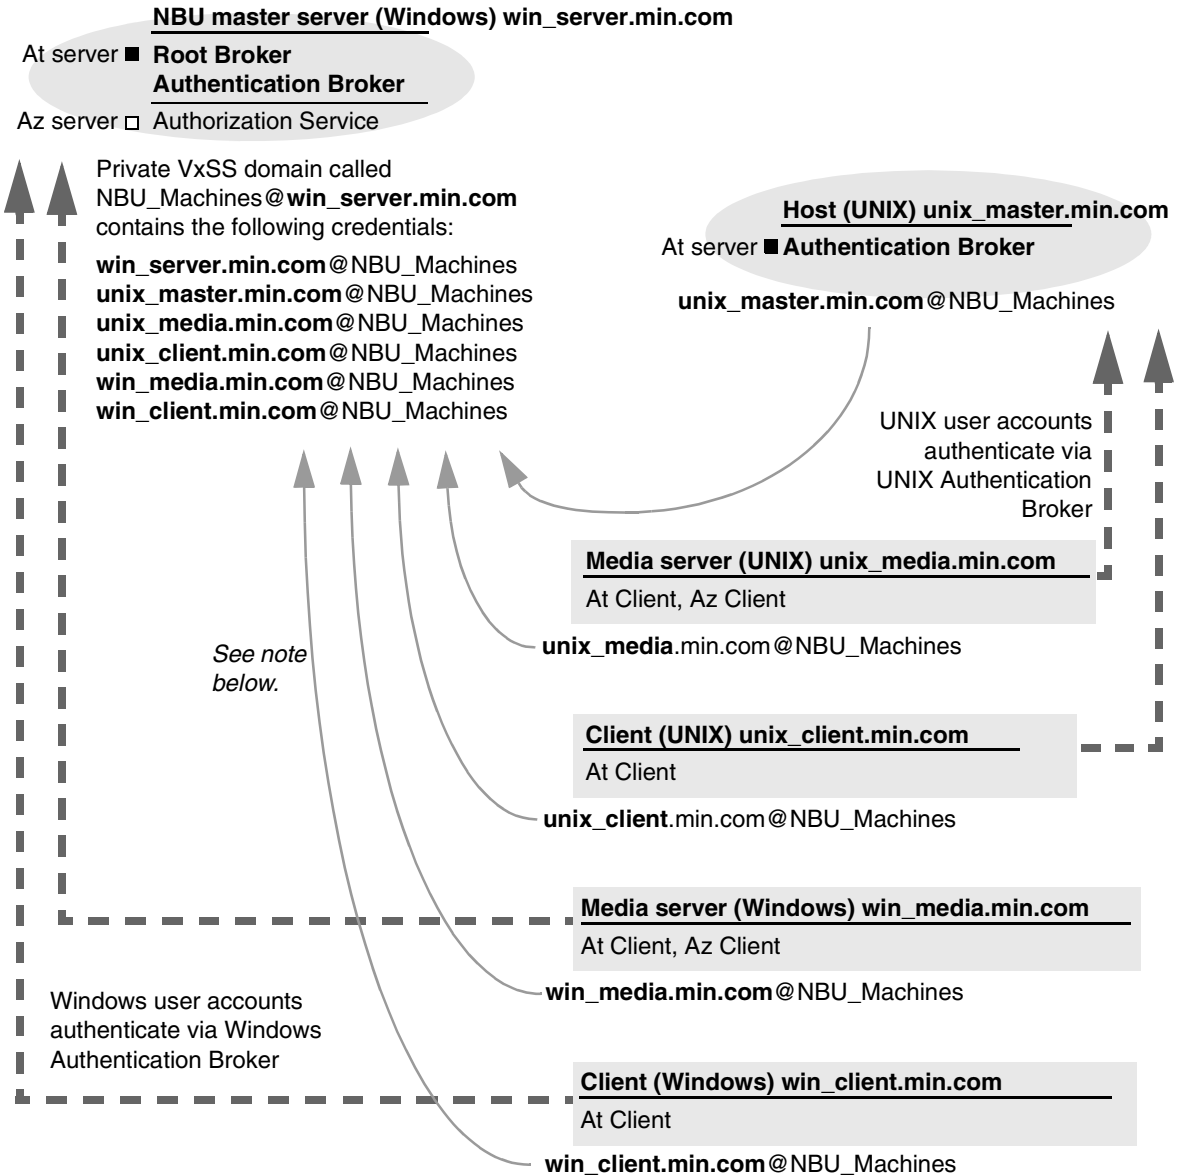 NBU master server (Windows) win_server.min.com
At server Root Broker
Authentication Broker
Az server Authorization Service
Private VxSS domain called
NBU_Machines@win_server.min.com
contains the following credentials:
win_server.min.com@NBU_Machines
unix_master.min.com@NBU_Machines
unix_media.min.com@NBU_Machines
unix_client.min.com@NBU_Machines
win_media.min.com@NBU_Machines
win_client.min.com@NBU_Machines
Host (UNIX) unix_master.min.com
At server Authentication Broker
unix_master.min.com@NBU_Machines
UNIX user accounts
authenticate via
UNIX Authentication
Broker
Media server (UNIX) unix_media.min.com
At Client, Az Client
unix_media.min.com@NBU_Machines
See note
below.
Client (UNIX) unix_client.min.com
At Client
unix_client.min.com@NBU_Machines
Media server (Windows) win_media.min.com
At Client, Az Client
win_media.min.com@NBU_Machines
Windows user accounts
authenticate via Windows
Authentication Broker
Client (Windows) win_client.min.com
At Client
win_client.min.com@NBU_Machines